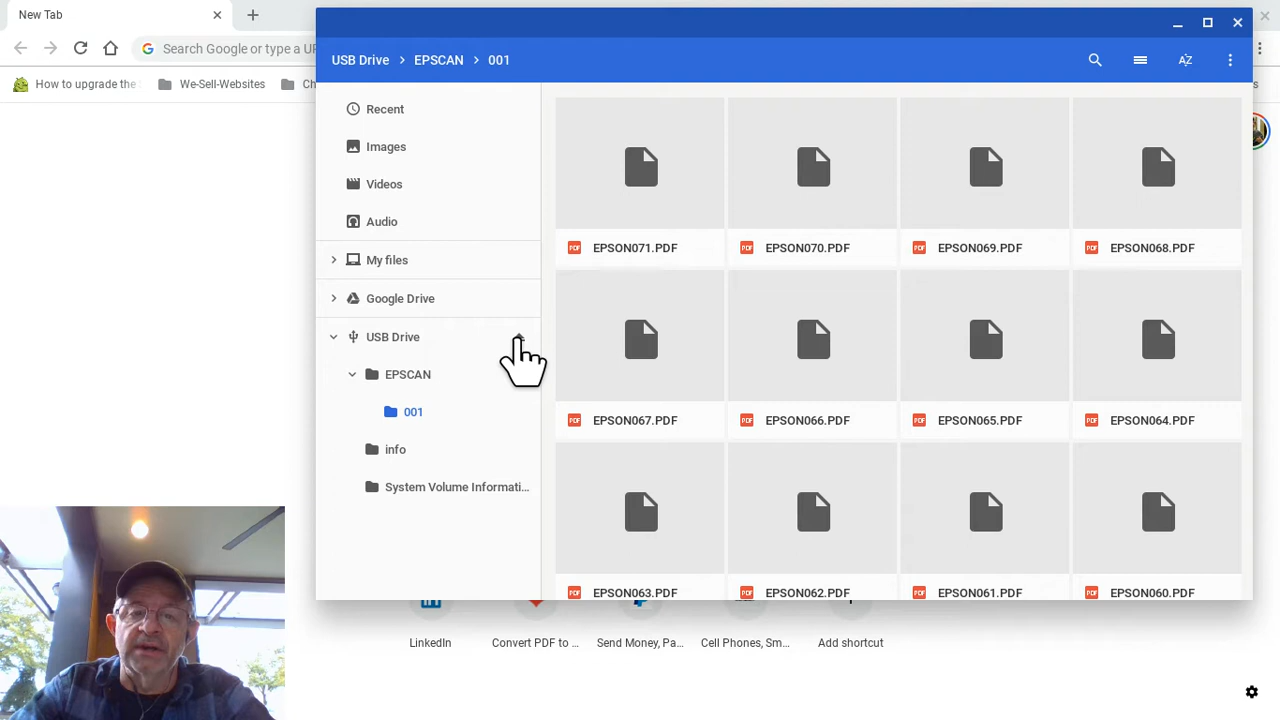 New Tab
Search Google or type a U
How to upgrade the
We-Sell-Websites
Ch
USB Drive > EPSCAN > 001
AZ
Recent
Images
Videos
Audio
My files
Google Drive
USB Drive
EPSCAN
001
info
System Volume Informati...
EPSON071.PDF
EPSON070.PDF
EPSON069.PDF
EPSON068.PDF
EPSON067.PDF
EPSON066.PDF
EPSON065.PDF
EPSON064.PDF
EPSON063.PDF
EPSON062.PDF
EPSON061.PDF
EPSON060.PDF
LinkedIn
Convert PDF to ...
Send Money, Pa...
Cell Phones, Sm...
Add shortcut